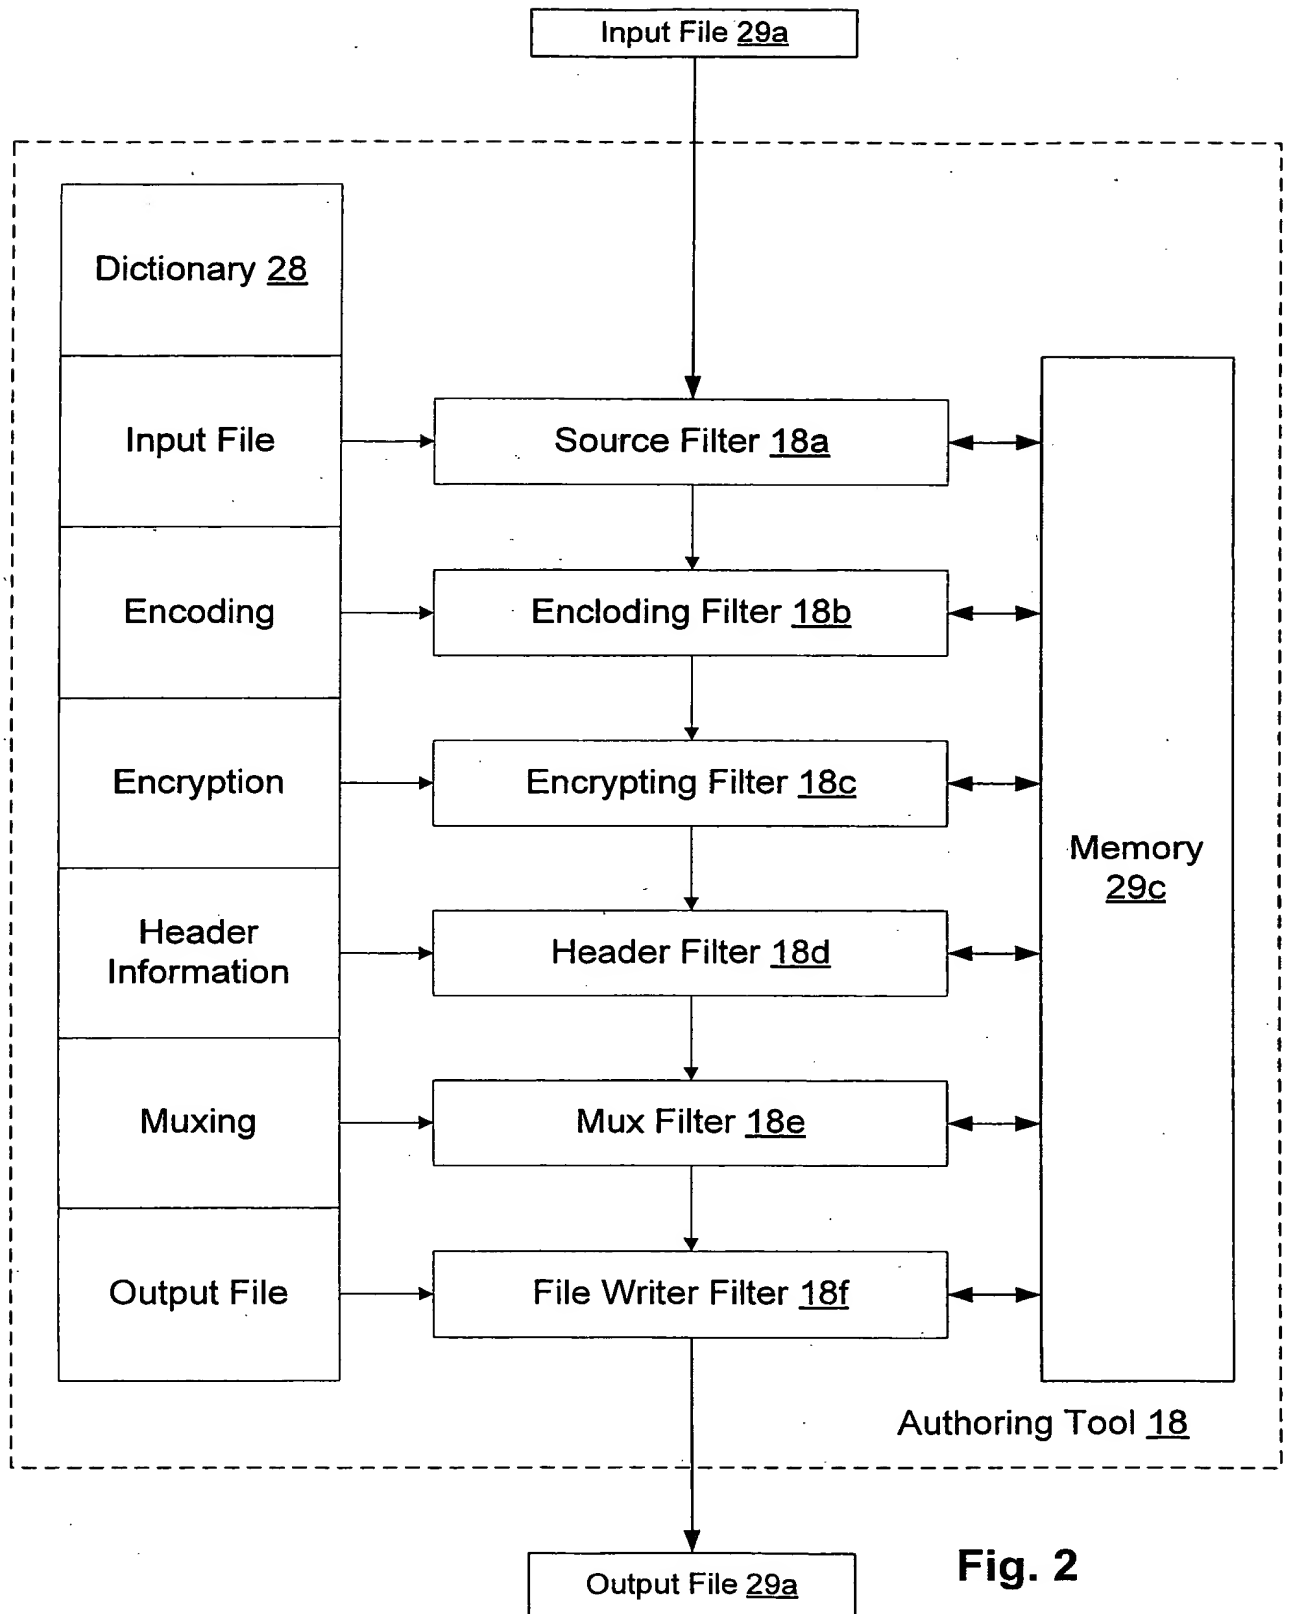 Input File 29a
Dictionary 28
Input File
Source Filter 18a
Encoding
Encloding Filter 18b
Encryption
Encrypting Filter 18c
Memory
29c
Header
Information
Header Filter 18d
Muxing
Mux Filter 18e
Output File
File Writer Filter 18f
Authoring Tool 18
Output File 29a
Fig. 2